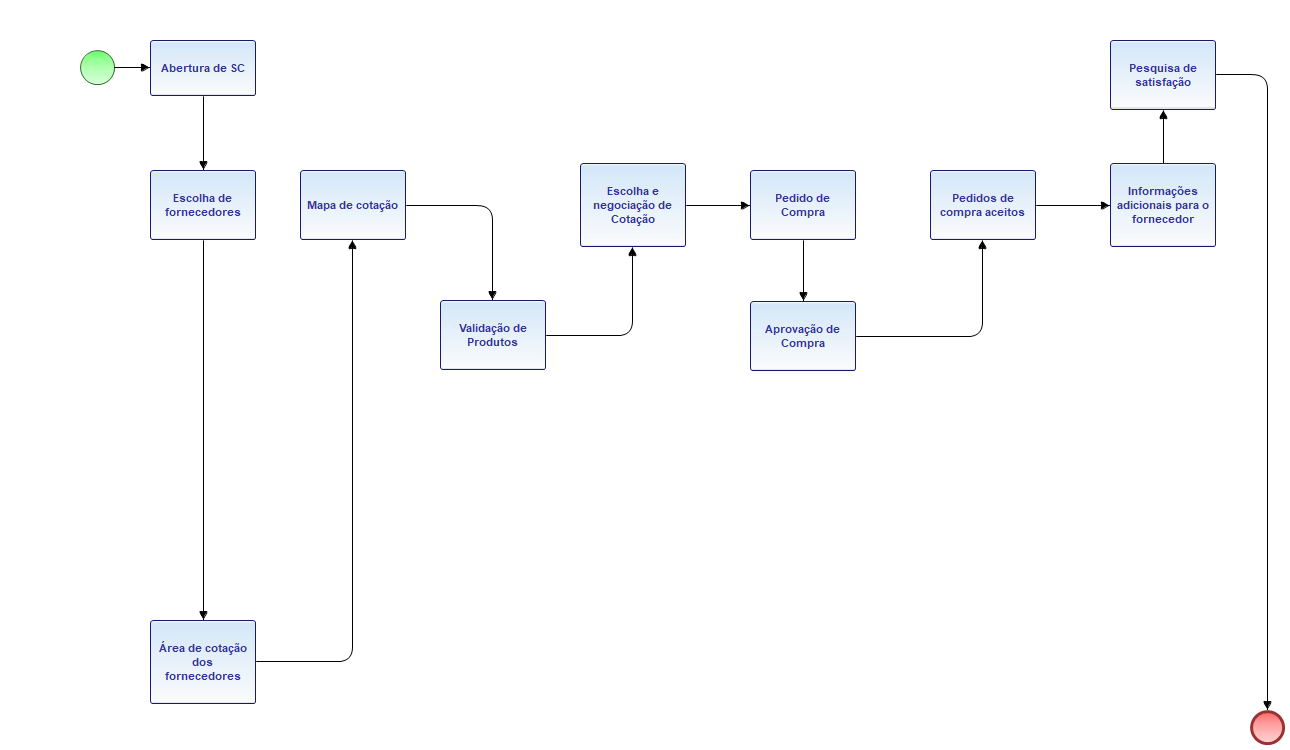 Abertura de SC
Escolha de
fornecedores
Área de cotação
dos
fornecedores
Mapa de cotação
Validação de
Produtos
Escolha e
negociação de
Cotação
Pedido de
Compra
Aprovação de
Compra
Pedidos de
compra aceitos
Informações
adicionais para o
fornecedor
Pesquisa de
satisfação